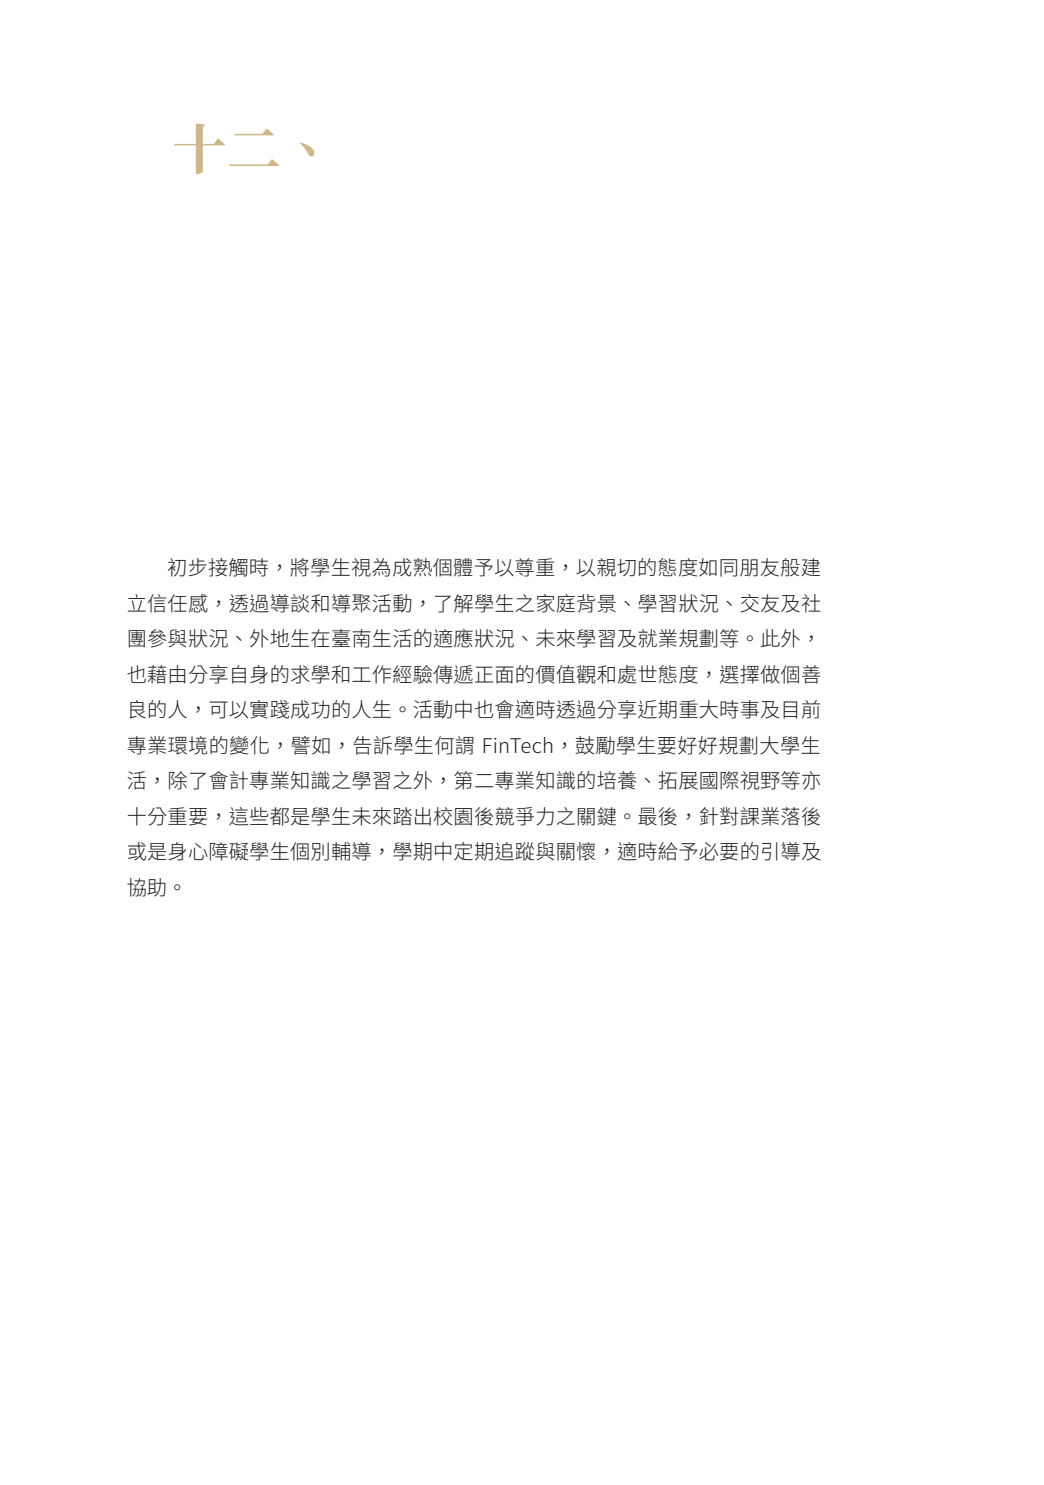 十二、
初步接觸時，將學生視為成熟個體予以尊重，以親切的態度如同朋友般建
立信任感，透過導談和導聚活動，了解學生之家庭背景、學習狀況、交友及社
團參與狀況、外地生在臺南生活的適應狀況、未來學習及就業規劃等。此外，
也藉由分享自身的求學和工作經驗傳遞正面的價值觀和處世態度，選擇做個善
良的人，可以實踐成功的人生。活動中也會適時透過分享近期重大時事及目前
專業環境的變化，譬如，告訴學生何謂 FinTech，鼓勵學生要好好規劃大學生
活，除了會計專業知識之學習之外，第二專業知識的培養、拓展國際視野等亦
十分重要，這些都是學生未來踏出校園後競爭力之關鍵。最後，針對課業落後
或是身心障礙學生個別輔導，學期中定期追蹤與關懷，適時給予必要的引導及
協助。